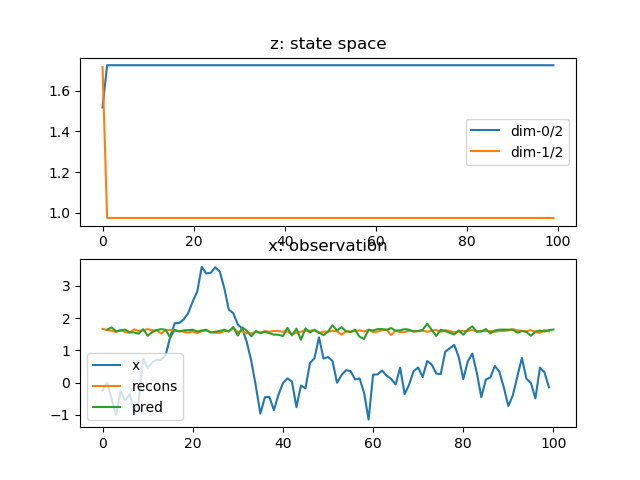 z: state space
1.6
1.4
1.2
1.0
dim-0/2
dim-1/2
0 20 40 60 80 100
x: observation
3
2
1
0
−1
x
recons
pred
0 20 40 60 80 100